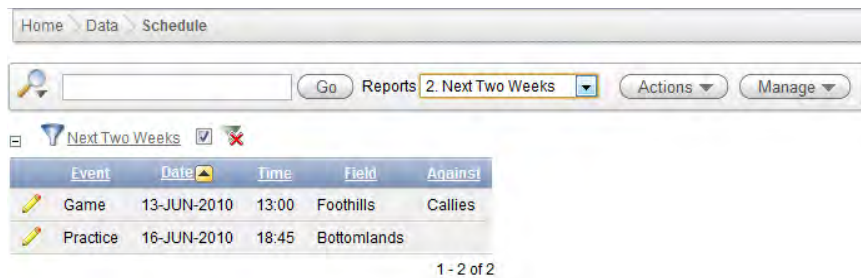 Home Data Schedule
Go Reports 2. Next Two Weeks Actions Manage
Next Two Weeks
Event Date Time Field Against
Game 13-JUN-2010 13:00 Foothills Callies
Practice 16-JUN-2010 18:45 Bottomlands
1 - 2 of 2